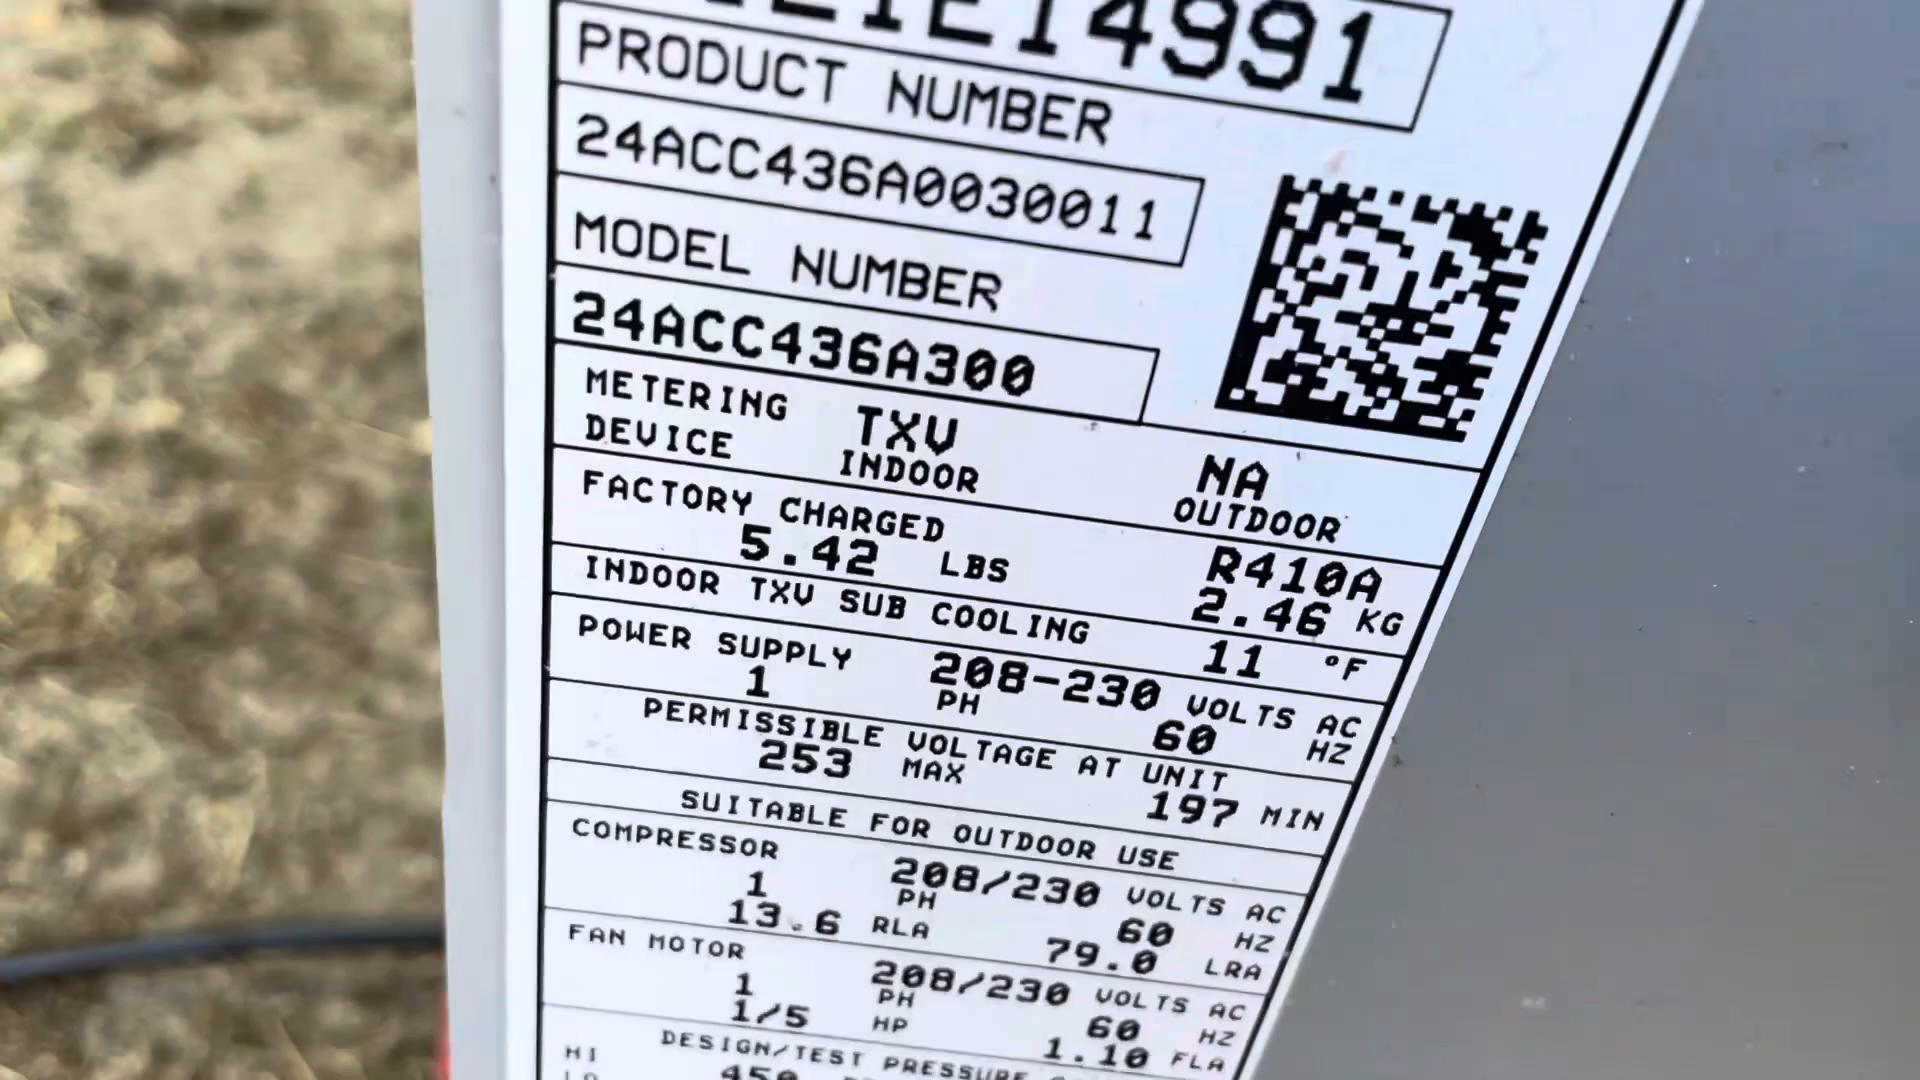 14991
PRODUCT NUMBER
24ACC436A0030011
MODEL NUMBER
24ACC436A300
METERING DEVICE TXV INDOOR NA OUTDOOR
FACTORY CHARGED R410A
5.42 LBS 2.46 KG
INDOOR TXV SUB COOLING 11 °F
POWER SUPPLY 208-230 VOLTS AC
1 PH 60 HZ
PERMISSIBLE VOLTAGE AT UNIT
253 MAX 197 MIN
SUITABLE FOR OUTDOOR USE
COMPRESSOR 208/230 VOLTS AC
1 PH 60 HZ
13.6 RLA 79.0 LRA
FAN MOTOR 208/230 VOLTS AC
1 PH 60 HZ
1/5 HP 1.10 FLA
DESIGN/TEST PRESSURE
HI 450